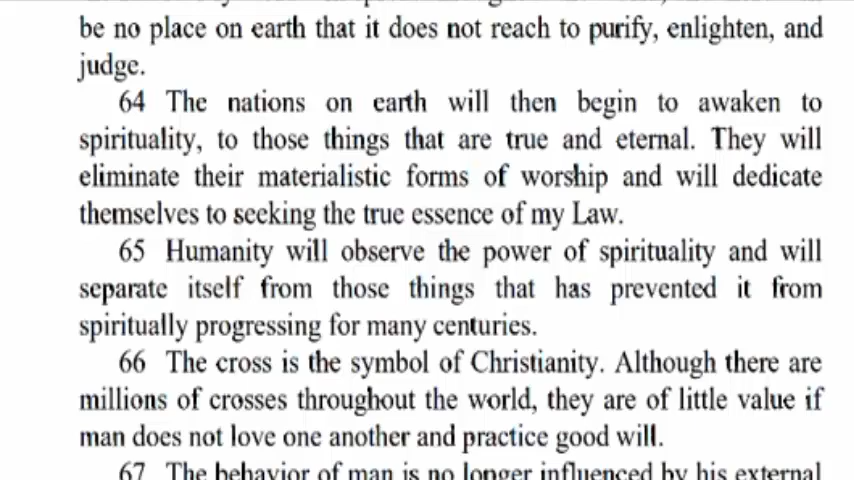 be no place on earth that it does not reach to purify, enlighten, and
judge.
64 The nations on earth will then begin to awaken to
spirituality, to those things that are true and eternal. They will
eliminate their materialistic forms of worship and will dedicate
themselves to seeking the true essence of my Law.
65 Humanity will observe the power of spirituality and will
separate itself from those things that has prevented it from
spiritually progressing for many centuries.
66 The cross is the symbol of Christianity. Although there are
millions of crosses throughout the world, they are of little value if
man does not love one another and practice good will.
67 The behavior of man is no longer influenced by his external